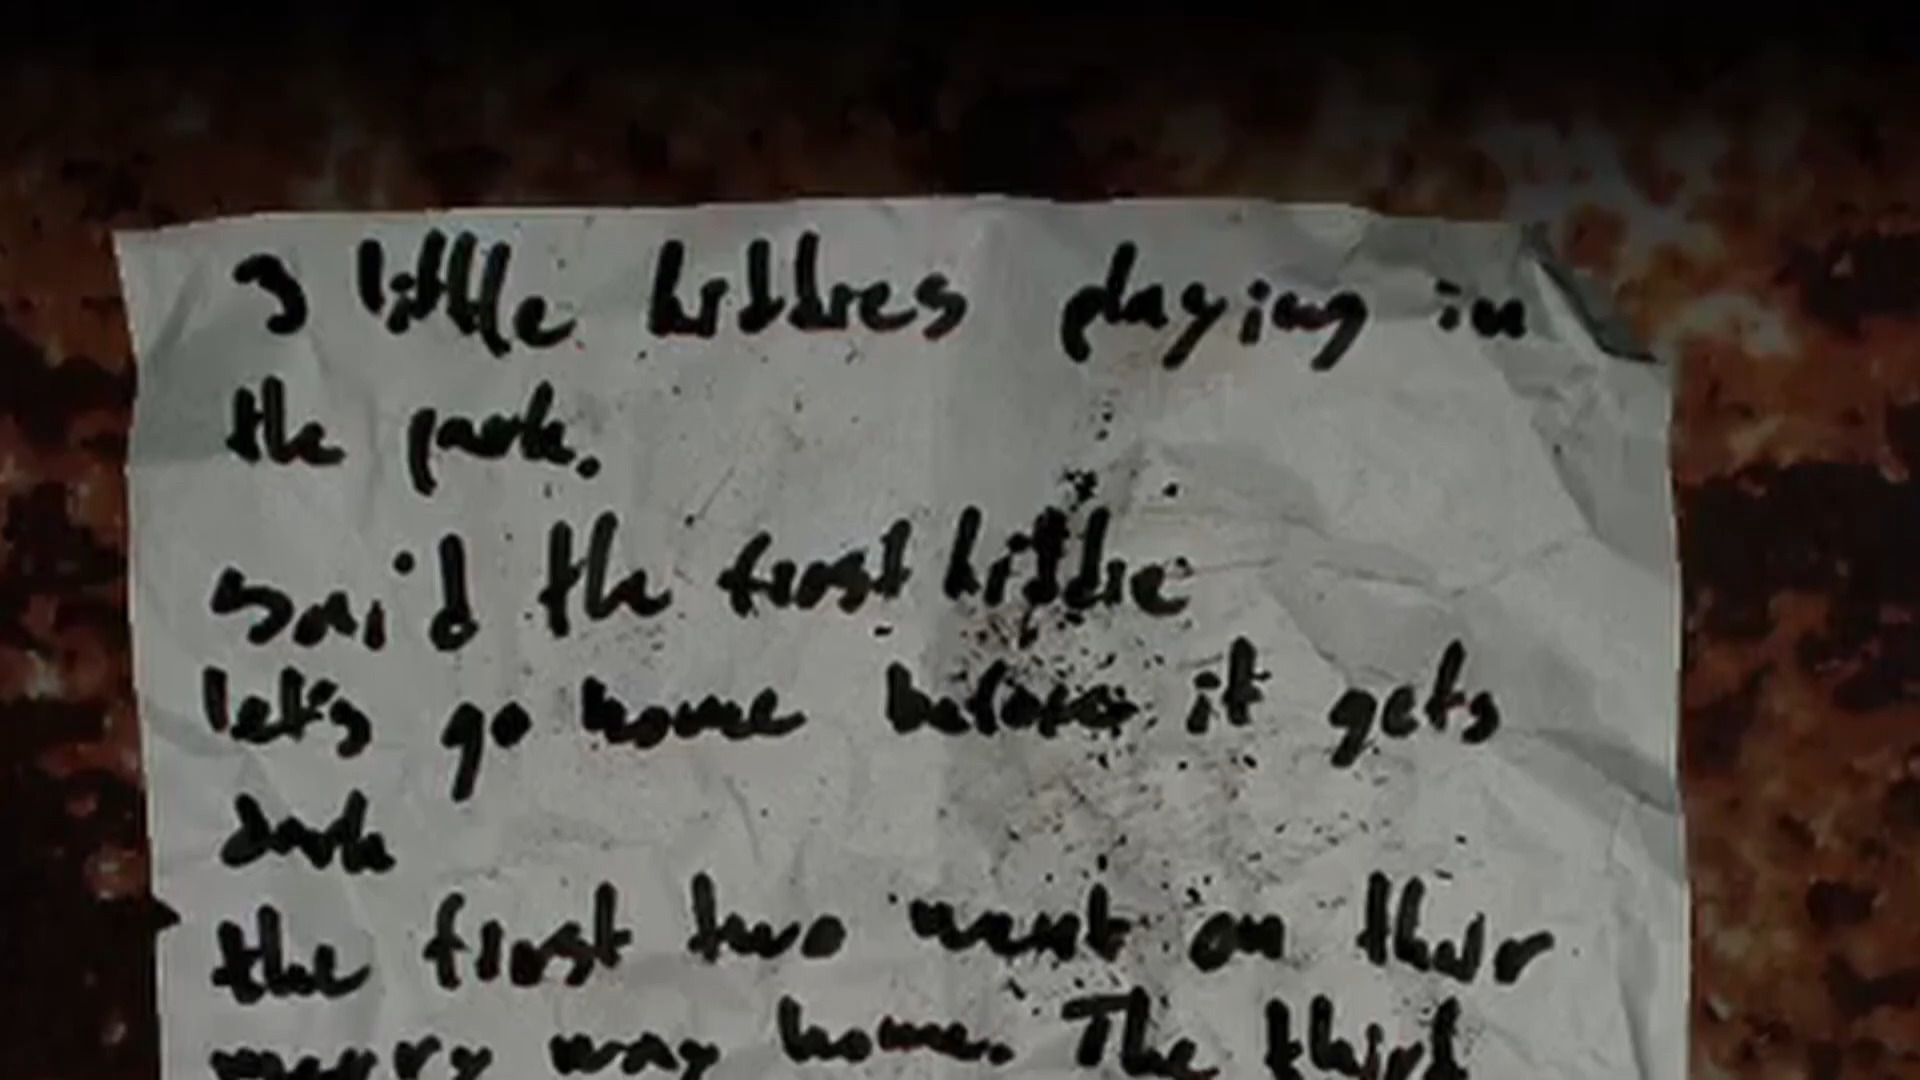 3 little kiddies playing in
the park.
said the first kiddie
let's go home before it gets
dark
the first two went on their
merry way home. The third